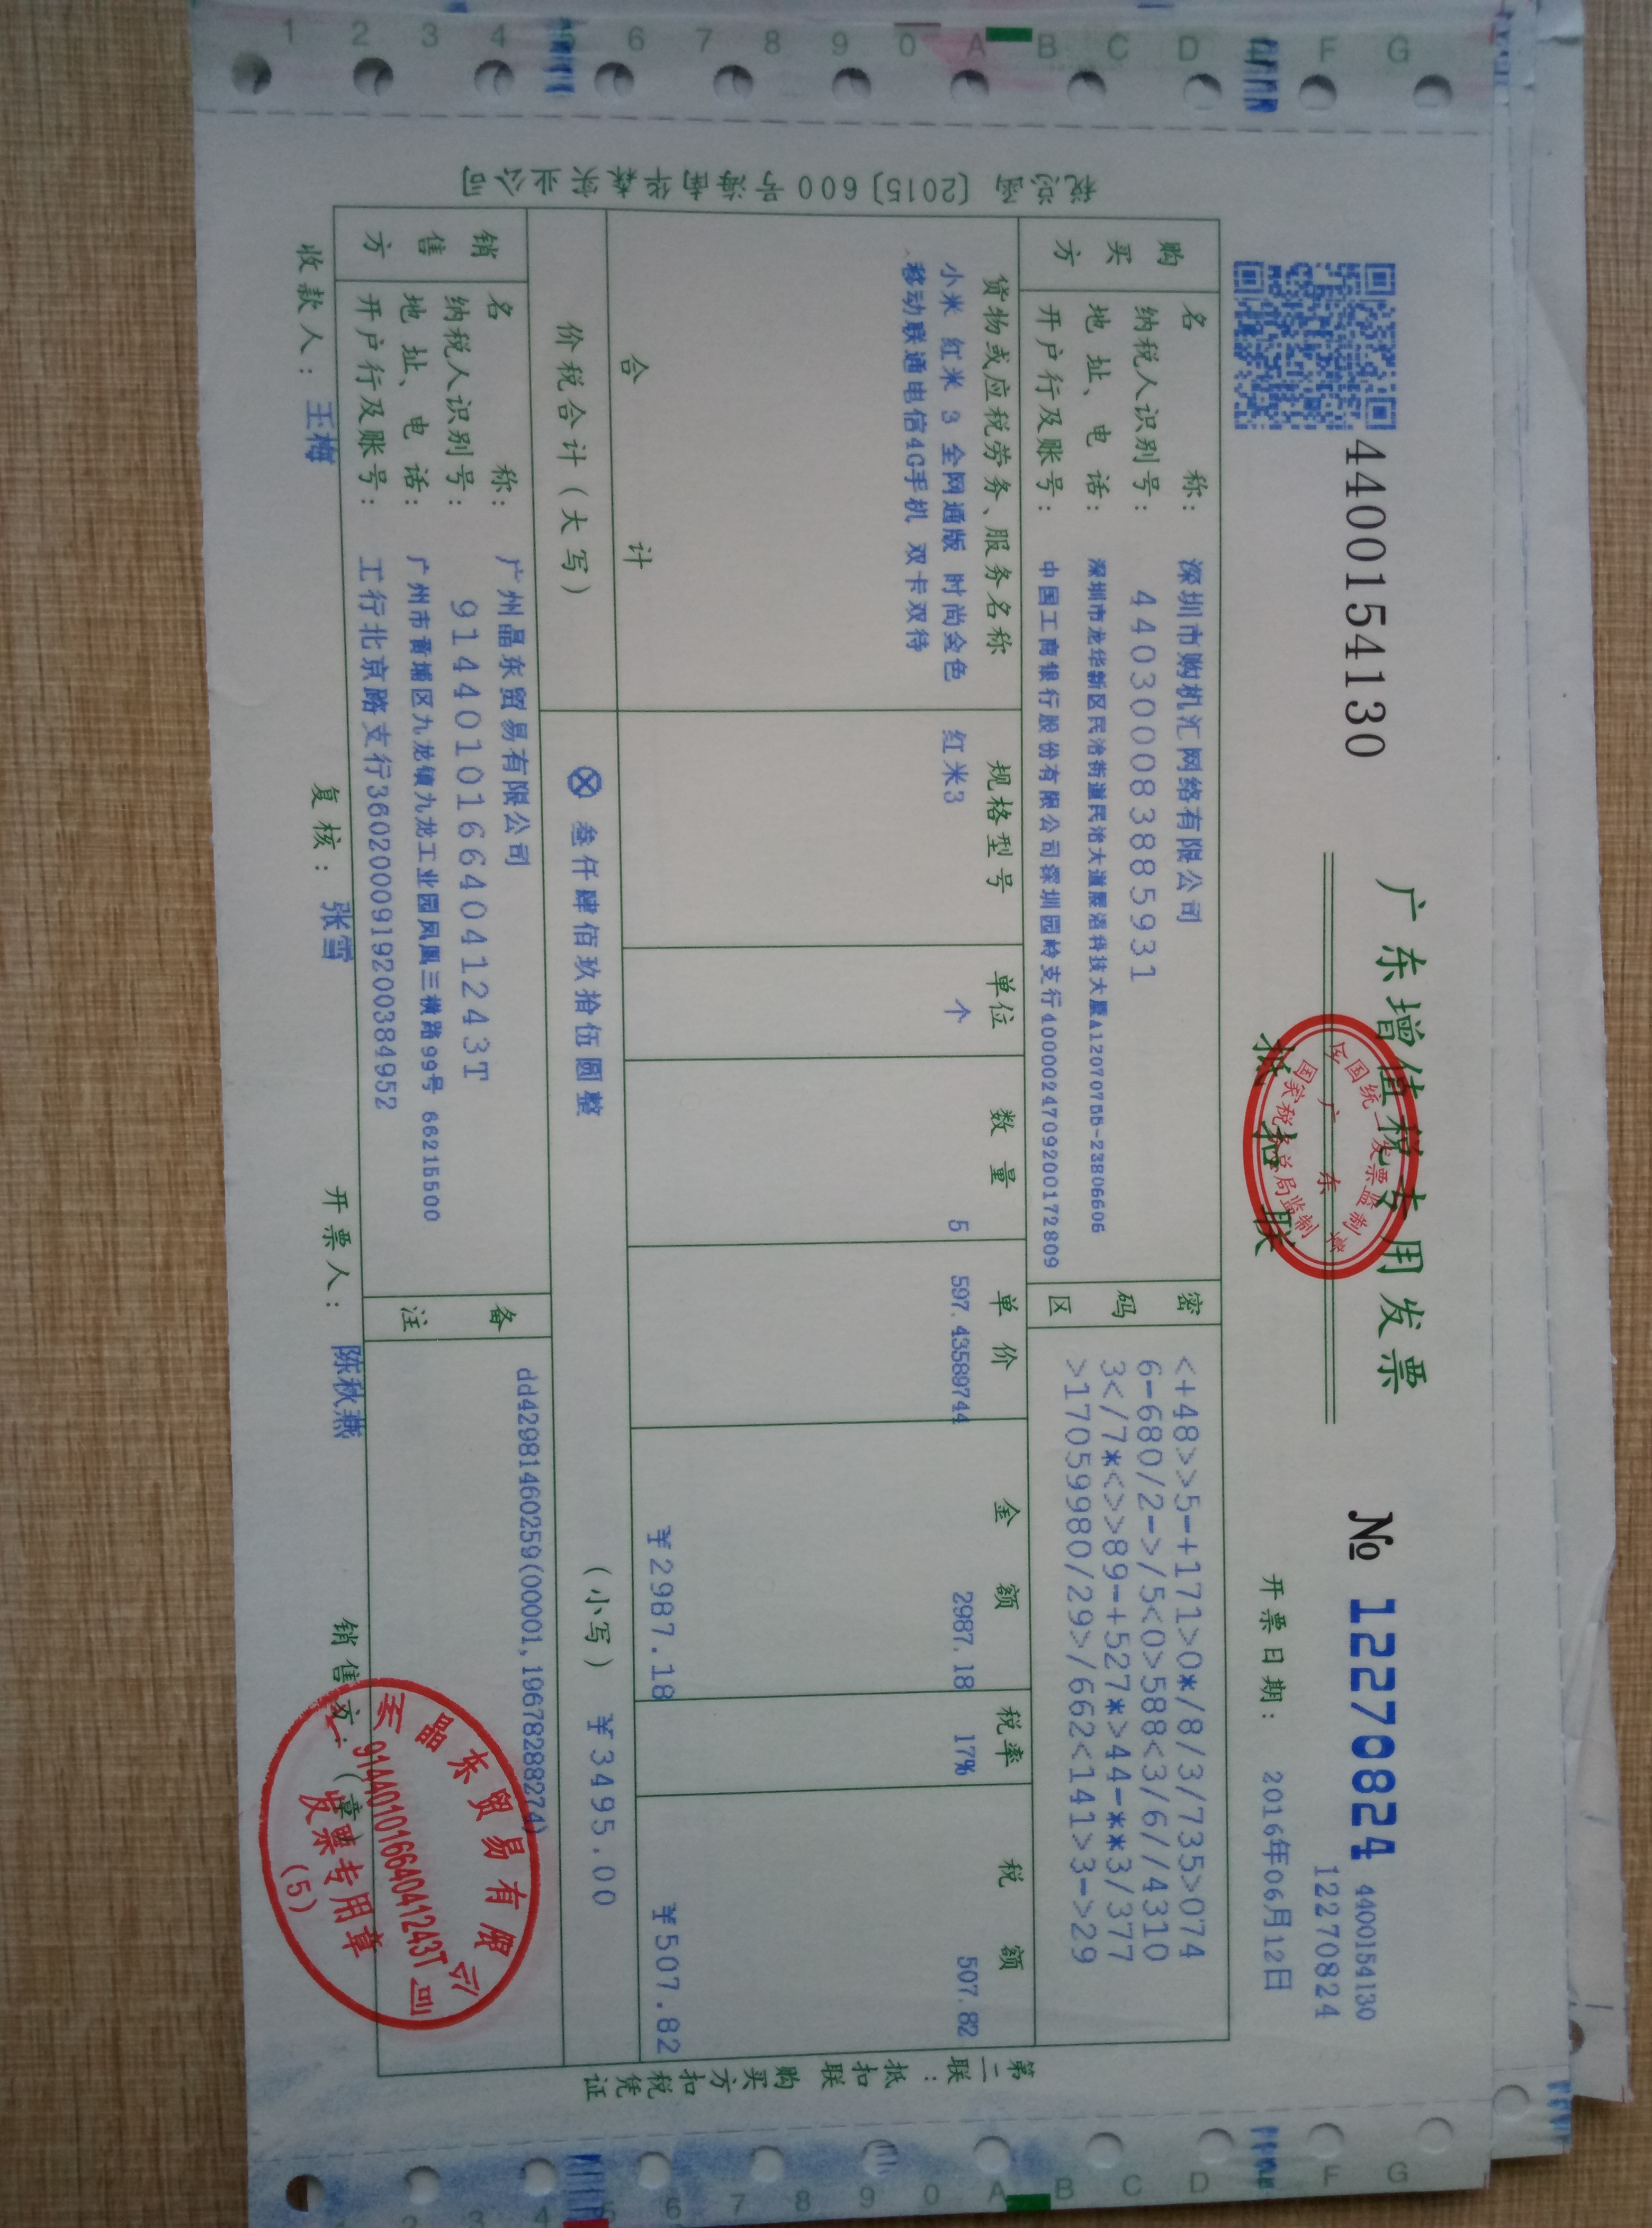 4400154130
广东增值税专用发票
抵扣联
№ 12270824
4400154130
12270824
开票日期: 2016年06月12日
全国统一发票监制章
广东
国家税务总局监制
购买方
名称: 深圳市购机汇网络有限公司
纳税人识别号: 440300083885931
地址、电话: 深圳市龙华新区民治街道民治大道展滔科技大厦A12070755-23806606
开户行及账号: 中国工商银行股份有限公司深圳园岭支行4000024709200172809
密码区
<+48>>5-+171>0*/8/3/735>074
6-680/2->/5<0>588<3/6//4310
3</7*<>>89-+527*>44-**3/377
>17059980/29>/662<141>3->29
货物或应税劳务、服务名称 规格型号 单位 数量 单价 金额 税率 税额
小米 红米 3 全网通版 时尚金色 红米3 个 5 597.43589744 2987.18 17% 507.82
移动联通电信4G手机 双卡双待
合计 ¥2987.18 ¥507.82
价税合计(大写) ⊗ 叁仟肆佰玖拾伍圆整 (小写) ¥3495.00
销售方
名称: 广州晶东贸易有限公司
纳税人识别号: 91440101664041243T
地址、电话: 广州市黄埔区九龙镇九龙工业园凤凰三横路99号 66215500
开户行及账号: 工行北京路支行3602000919200384952
备注
dd42981460259(00001,19678288274)
收款人: 王梅 复核: 张雪 开票人: 陈秋燕 销售方:(章)
晶东贸易有限公司
91440101664041243T
发票专用章
(5)
税总函〔2015〕600号海南华森实业公司
第二联:抵扣联 购买方扣税凭证
1 2 3 4 6 7 8 9 0 A B C D F G
3 4 6 7 8 9 0 A B C D F G